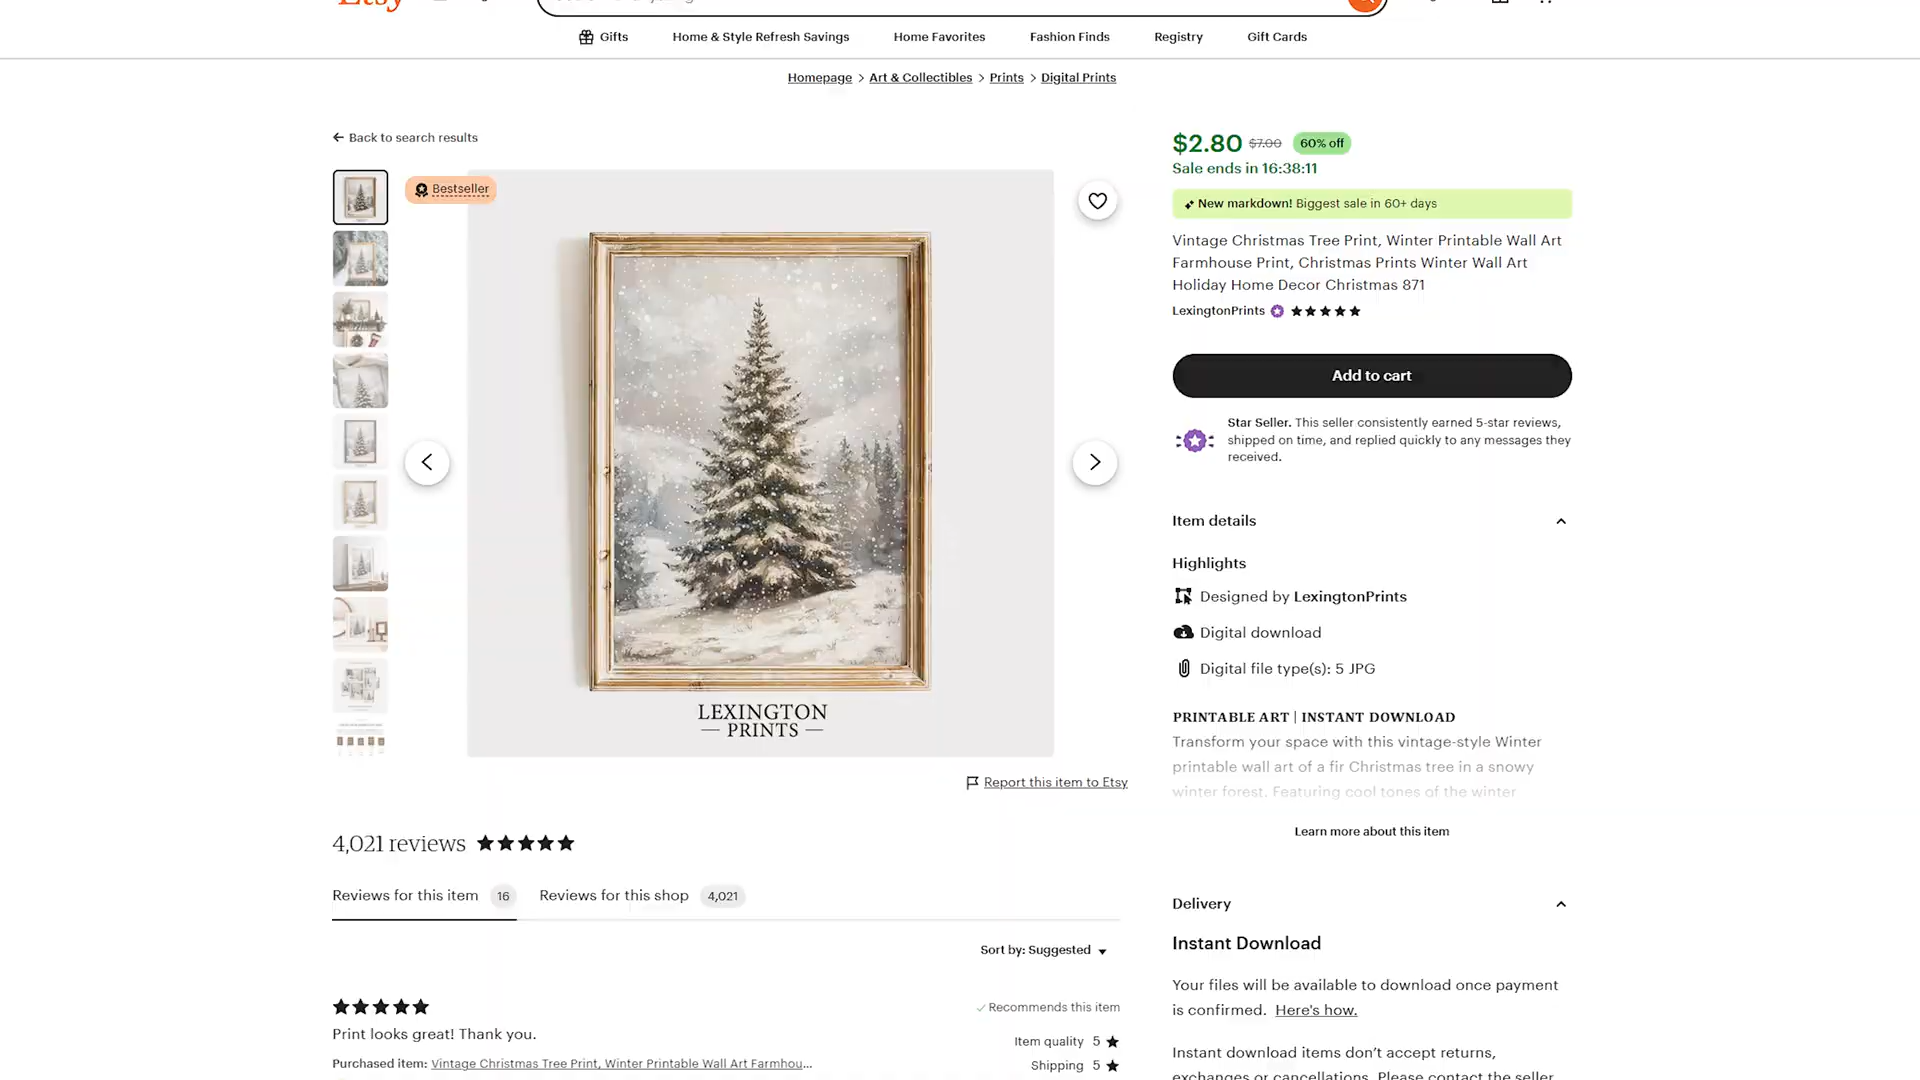 Etsy
Gifts
Home & Style Refresh Savings
Home Favorites
Fashion Finds
Registry
Gift Cards
Homepage > Art & Collectibles > Prints > Digital Prints
← Back to search results
Bestseller
LEXINGTON
— PRINTS —
Report this item to Etsy
$2.80 $7.00 60% off
Sale ends in 16:38:11
New markdown! Biggest sale in 60+ days
Vintage Christmas Tree Print, Winter Printable Wall Art
Farmhouse Print, Christmas Prints Winter Wall Art
Holiday Home Decor Christmas 871
LexingtonPrints
Add to cart
Star Seller. This seller consistently earned 5-star reviews,
shipped on time, and replied quickly to any messages they
received.
Item details
Highlights
Designed by LexingtonPrints
Digital download
Digital file type(s): 5 JPG
PRINTABLE ART | INSTANT DOWNLOAD
Transform your space with this vintage-style Winter
printable wall art of a fir Christmas tree in a snowy
winter forest. Featuring cool tones of the winter
Learn more about this item
Delivery
Instant Download
Your files will be available to download once payment
is confirmed. Here's how.
Instant download items don't accept returns,
exchanges or cancellations. Please contact the seller
4,021 reviews
Reviews for this item 16
Reviews for this shop 4,021
Sort by: Suggested
Recommends this item
Print looks great! Thank you.
Item quality 5
Shipping 5
Purchased item: Vintage Christmas Tree Print, Winter Printable Wall Art Farmhou...